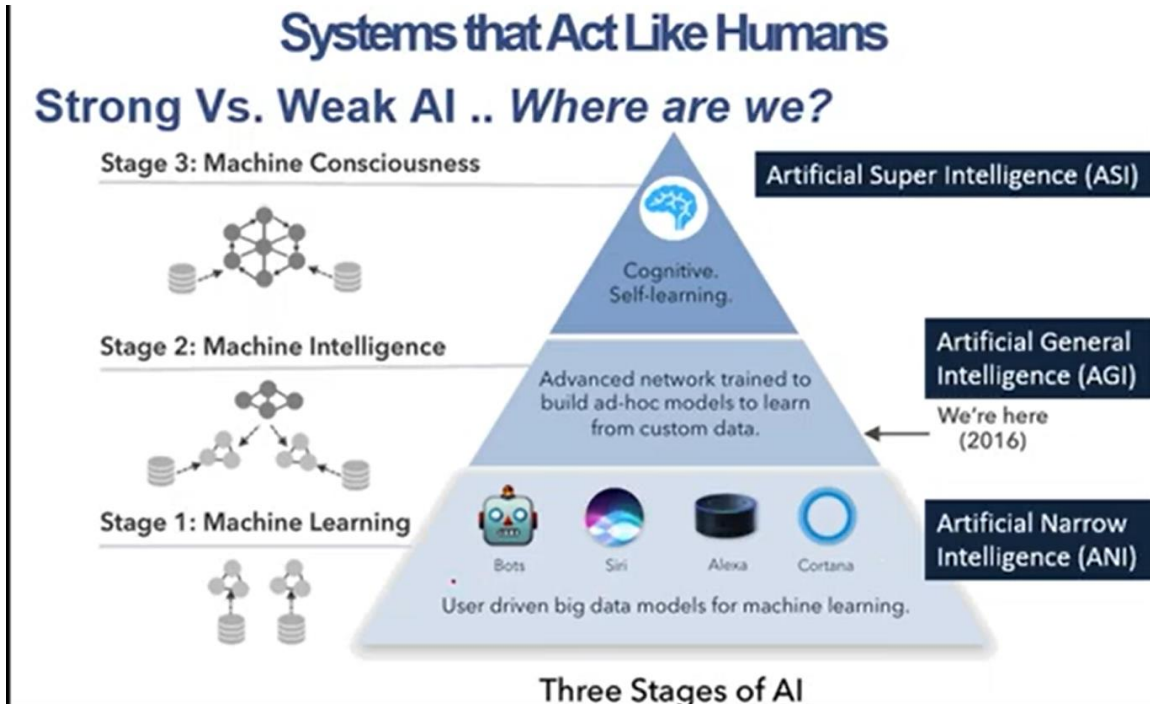 Systems that Act Like Humans
Strong Vs. Weak AI .. Where are we?
Stage 3: Machine Consciousness
Artificial Super Intelligence (ASI)
Cognitive.
Self-learning.
Stage 2: Machine Intelligence
Artificial General
Intelligence (AGI)
Advanced network trained to
build ad-hoc models to learn
from custom data.
We're here
(2016)
Stage 1: Machine Learning
Artificial Narrow
Intelligence (ANI)
Bots
Siri
Alexa
Cortana
User driven big data models for machine learning.
Three Stages of AI